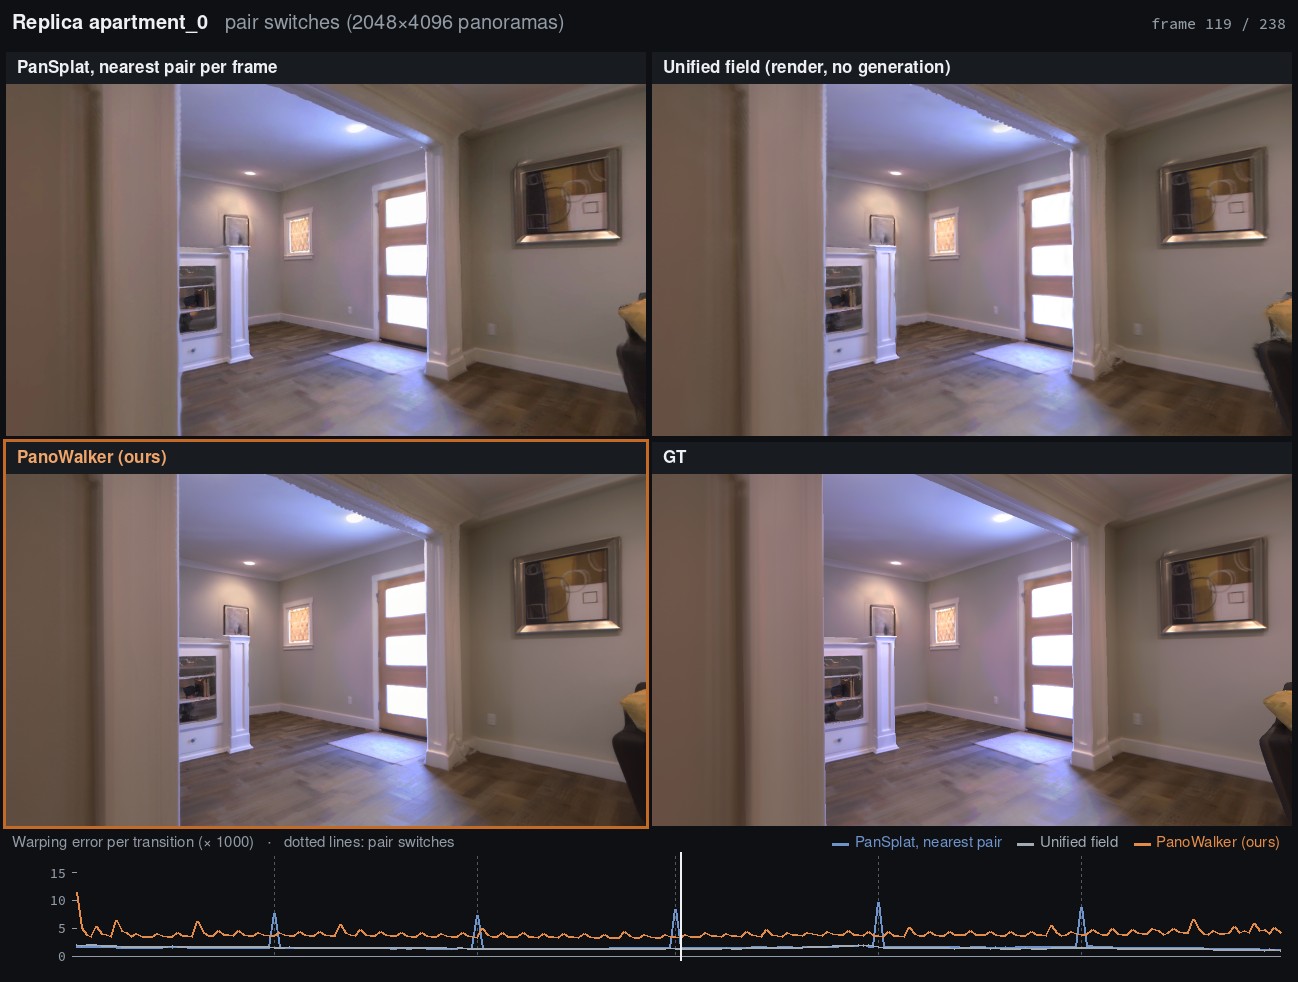 Replica apartment_0 pair switches (2048×4096 panoramas) frame 119 / 238
PanSplat, nearest pair per frame
Unified field (render, no generation)
PanoWalker (ours)
GT
Warping error per transition (× 1000) · dotted lines: pair switches
PanSplat, nearest pair
Unified field
PanoWalker (ours)
15
10
5
0